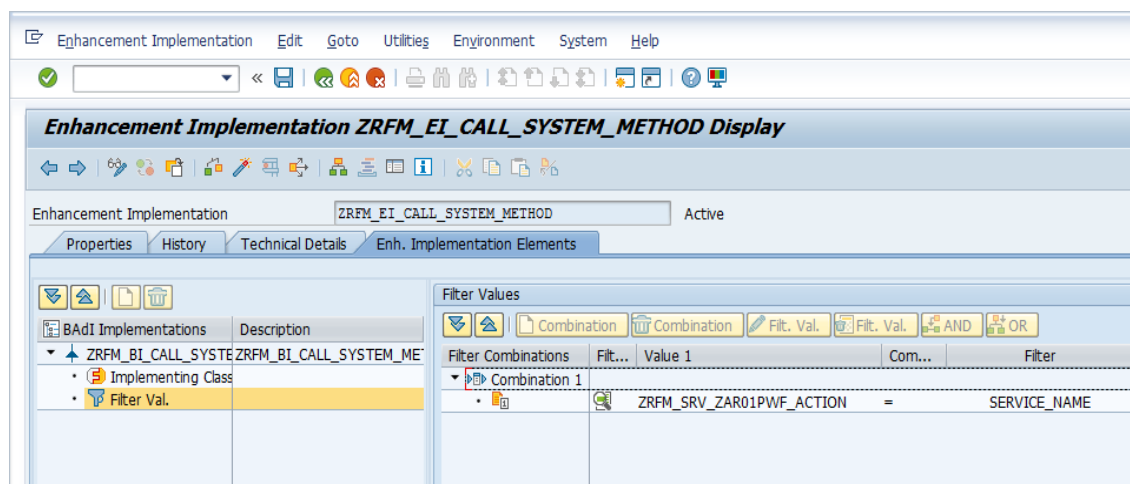 Enhancement Implementation Edit Goto Utilities Environment System Help
Enhancement Implementation ZRFM_EI_CALL_SYSTEM_METHOD Display
Enhancement Implementation ZRFM_EI_CALL_SYSTEM_METHOD Active
Properties History Technical Details Enh. Implementation Elements
Filter Values
Combination Combination Filt. Val. Filt. Val. AND OR
BAdI Implementations Description
Filter Combinations Filt... Value 1 Com... Filter
ZRFM_BI_CALL_SYSTE ZRFM_BI_CALL_SYSTEM_ME
Combination 1
Implementing Class
Filter Val.
ZRFM_SRV_ZAR01PWF_ACTION = SERVICE_NAME